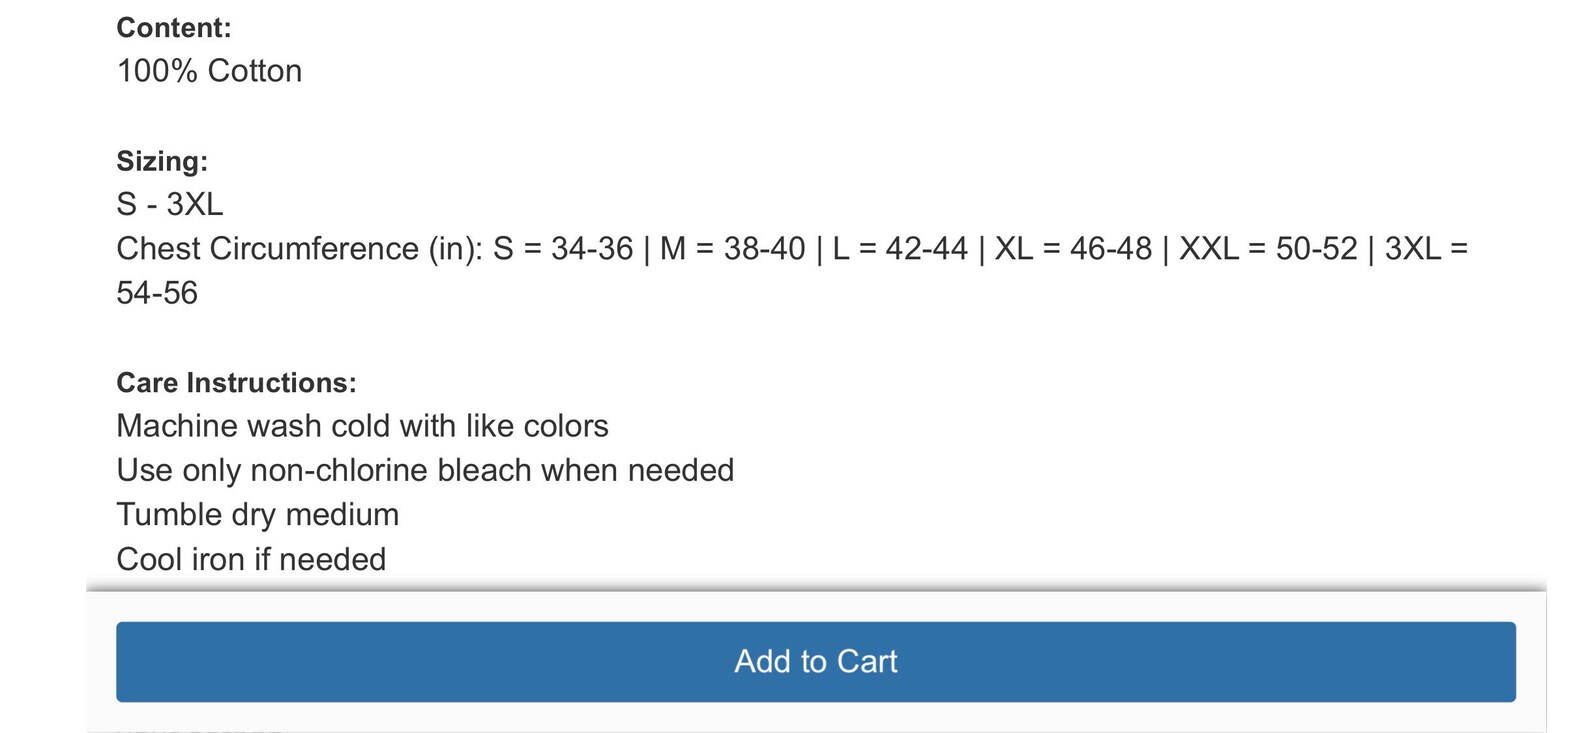 Content:
100% Cotton
Sizing:
S - 3XL
Chest Circumference (in): S = 34-36 | M = 38-40 | L = 42-44 | XL = 46-48 | XXL = 50-52 | 3XL =
54-56
Care Instructions:
Machine wash cold with like colors
Use only non-chlorine bleach when needed
Tumble dry medium
Cool iron if needed
Add to Cart